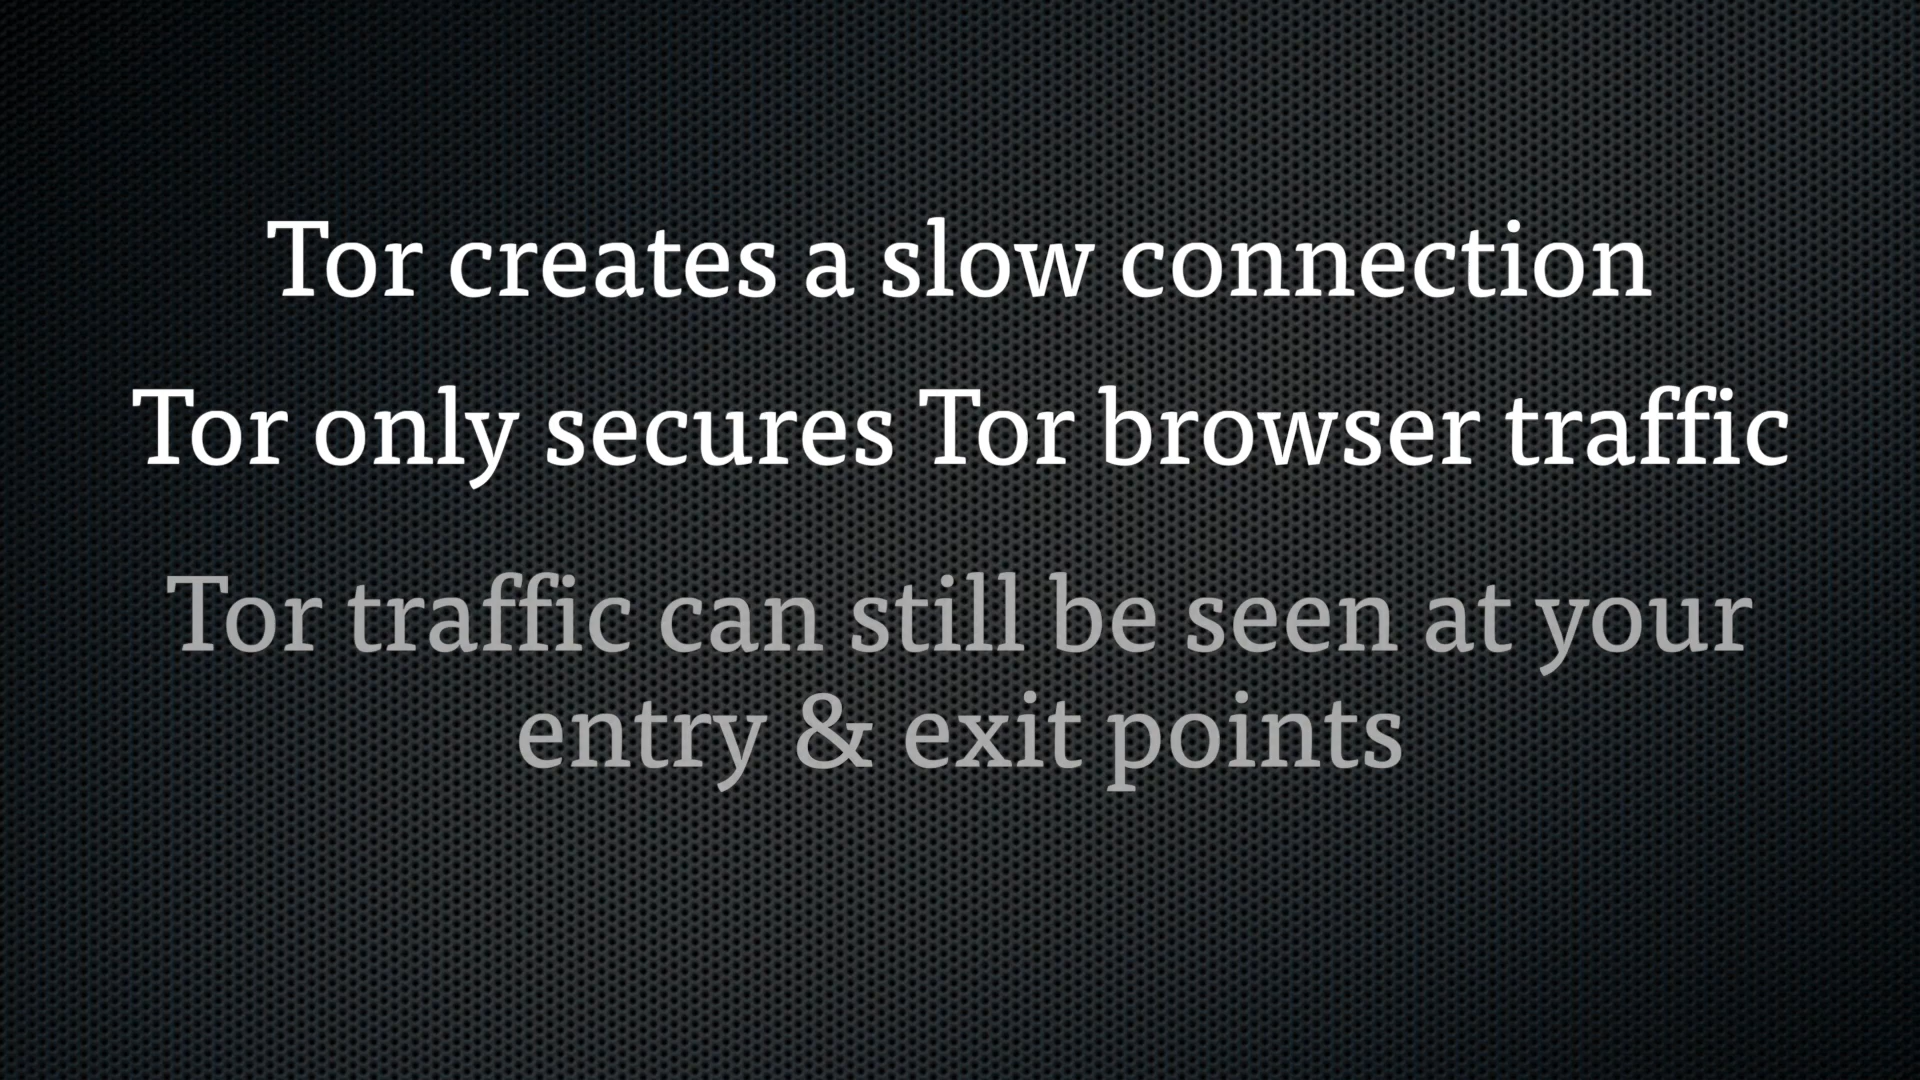 Tor creates a slow connection
Tor only secures Tor browser traffic
Tor traffic can still be seen at your
entry & exit points